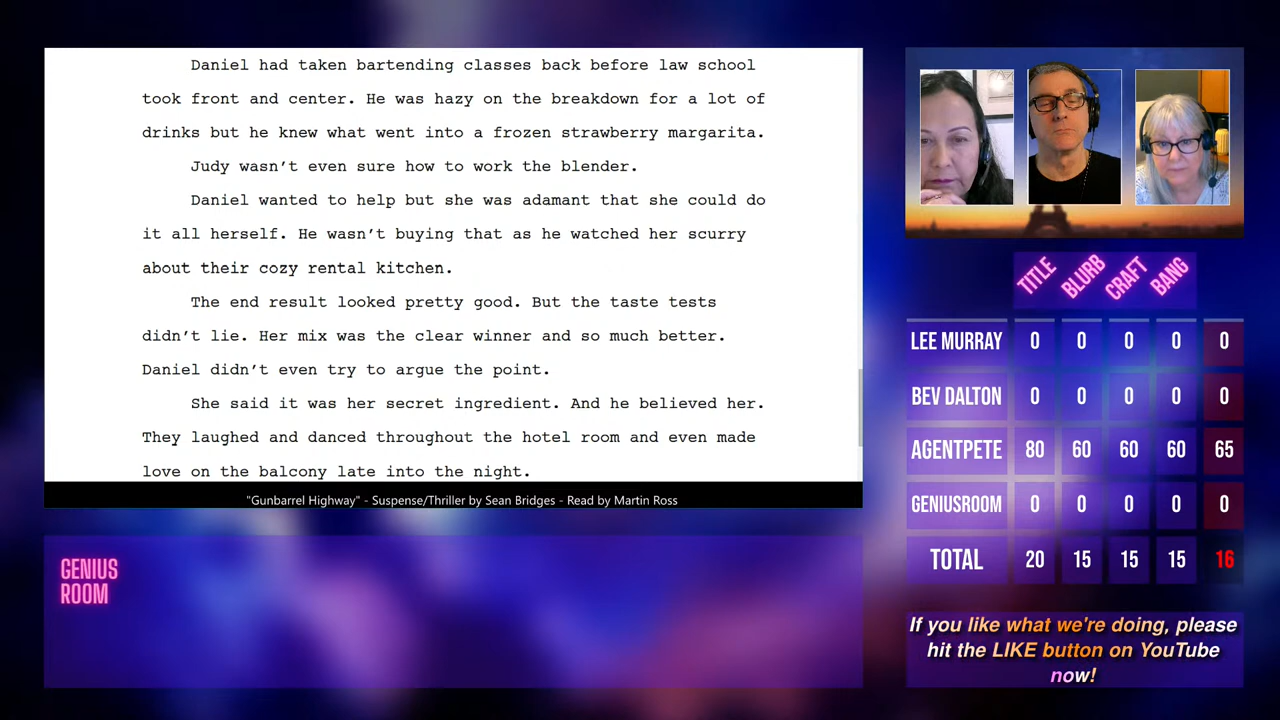 Daniel had taken bartending classes back before law school
took front and center. He was hazy on the breakdown for a lot of
drinks but he knew what went into a frozen strawberry margarita.
Judy wasn’t even sure how to work the blender.
Daniel wanted to help but she was adamant that she could do
it all herself. He wasn’t buying that as he watched her scurry
about their cozy rental kitchen.
The end result looked pretty good. But the taste tests
didn’t lie. Her mix was the clear winner and so much better.
Daniel didn’t even try to argue the point.
She said it was her secret ingredient. And he believed her.
They laughed and danced throughout the hotel room and even made
love on the balcony late into the night.
"Gunbarrel Highway" - Suspense/Thriller by Sean Bridges - Read by Martin Ross
GENIUS
ROOM
TITLE BLURB CRAFT BANG
LEE MURRAY 0 0 0 0 0
BEV DALTON 0 0 0 0 0
AGENTPETE 80 60 60 60 65
GENIUSROOM 0 0 0 0 0
TOTAL 20 15 15 15 16
If you like what we're doing, please
hit the LIKE button on YouTube
now!